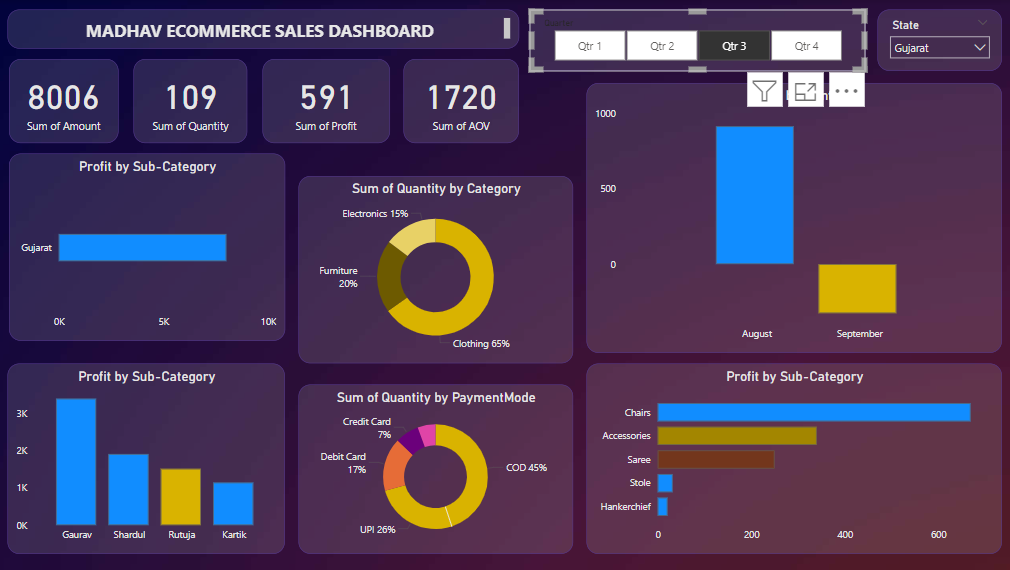 MADHAV ECOMMERCE SALES DASHBOARD
Qtr 1
Qtr 2
Qtr 3
Qtr 4
State
Gujarat
8006
Sum of Amount
109
Sum of Quantity
591
Sum of Profit
1720
Sum of AOV
Profit by Sub-Category
Gujarat
0K
5K
10K
Sum of Quantity by Category
Electronics 15%
Furniture
20%
Clothing 65%
1000
500
0
August
September
Profit by Sub-Category
3K
2K
1K
0K
Gaurav
Shardul
Rutuja
Kartik
Sum of Quantity by PaymentMode
Credit Card
7%
Debit Card
17%
UPI 26%
COD 45%
Profit by Sub-Category
Chairs
Accessories
Saree
Stole
Hankerchief
0
200
400
600